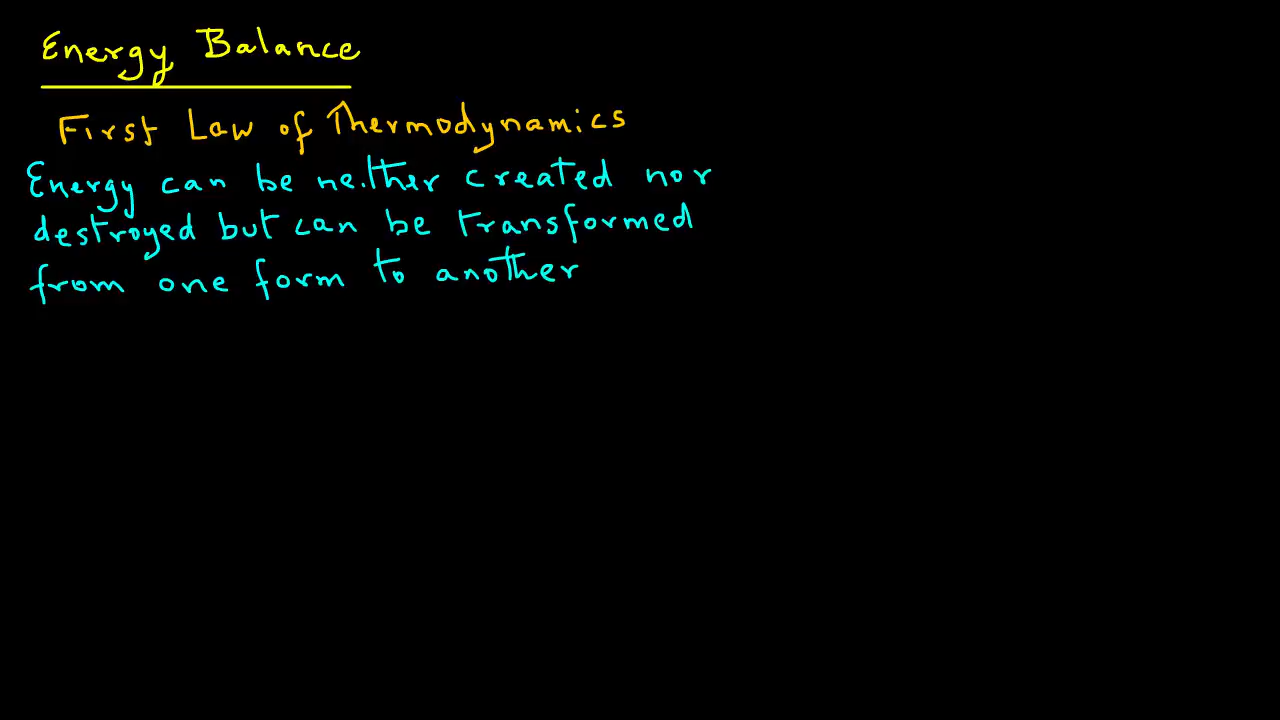 Energy Balance
First Law of Thermodynamics
Energy can be neither created nor
destroyed but can be transformed
from one form to another